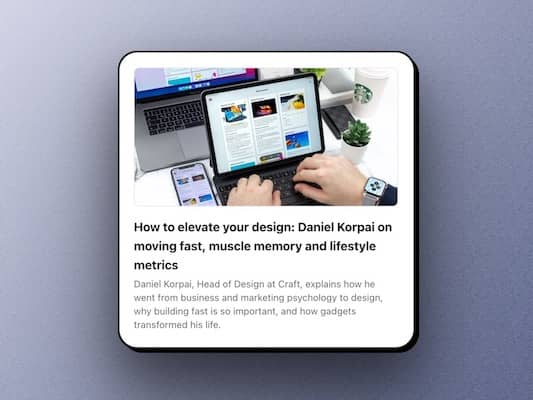 How to elevate your design: Daniel Korpai on
moving fast, muscle memory and lifestyle
metrics
Daniel Korpai, Head of Design at Craft, explains how he
went from business and marketing psychology to design,
why building fast is so important, and how gadgets
transformed his life.